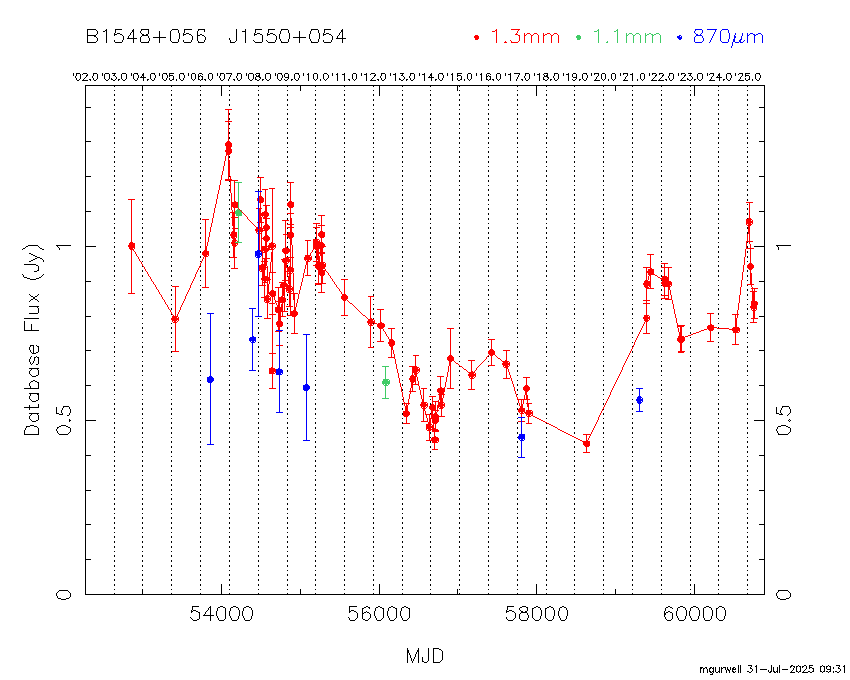 B1548+056 J1550+054 1.3mm 1.1mm 870μm
'02.0 '03.0 '04.0 '05.0 '06.0 '07.0 '08.0 '09.0 '10.0 '11.0 '12.0 '13.0 '14.0 '15.0 '16.0 '17.0 '18.0 '19.0 '20.0 '21.0 '22.0 '23.0 '24.0 '25.0
Database Flux (Jy)
1 1
0.5 0.5
0 0
54000 56000 58000 60000
MJD
mgurwell 31-Jul-2025 09:31